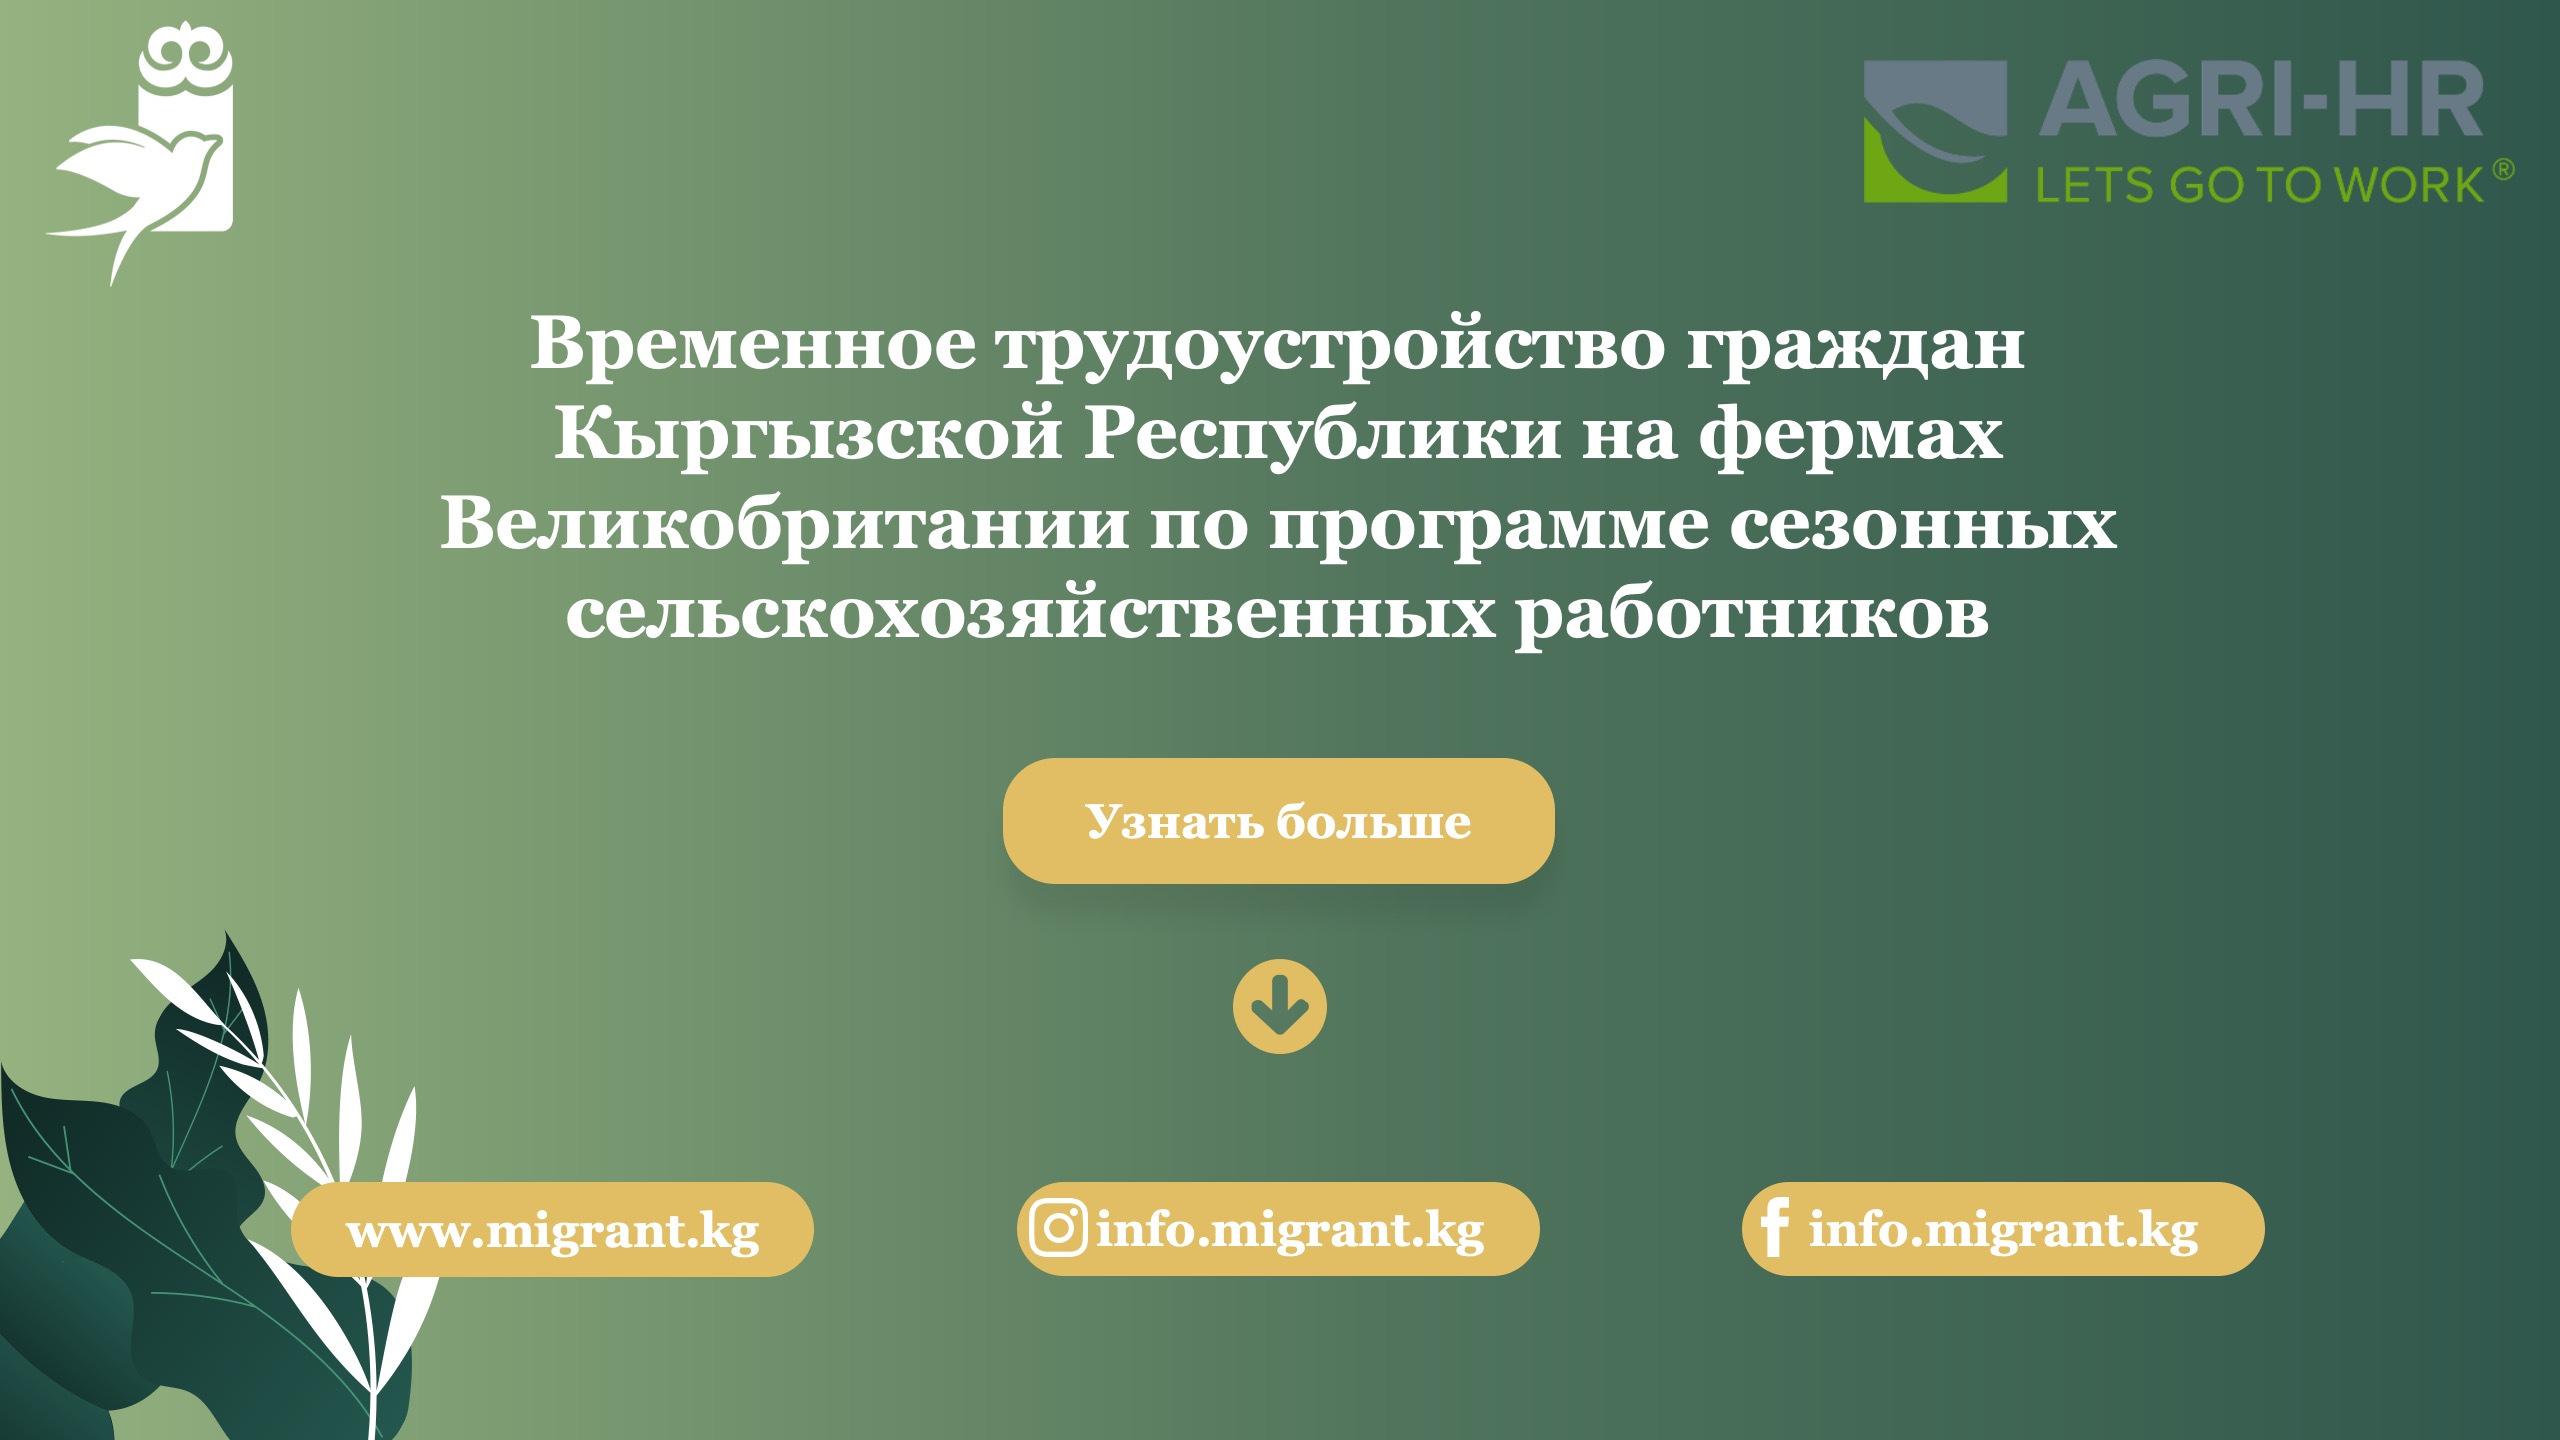 AGRI-HR
LETS GO TO WORK®
Временное трудоустройство граждан
Кыргызской Республики на фермах
Великобритании по программе сезонных
сельскохозяйственных работников
Узнать больше
www.migrant.kg
info.migrant.kg
info.migrant.kg